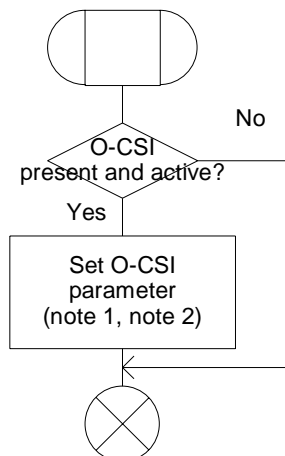 No
O-CSI
present and active?
Yes
Set O-CSI
parameter
(note 1, note 2)